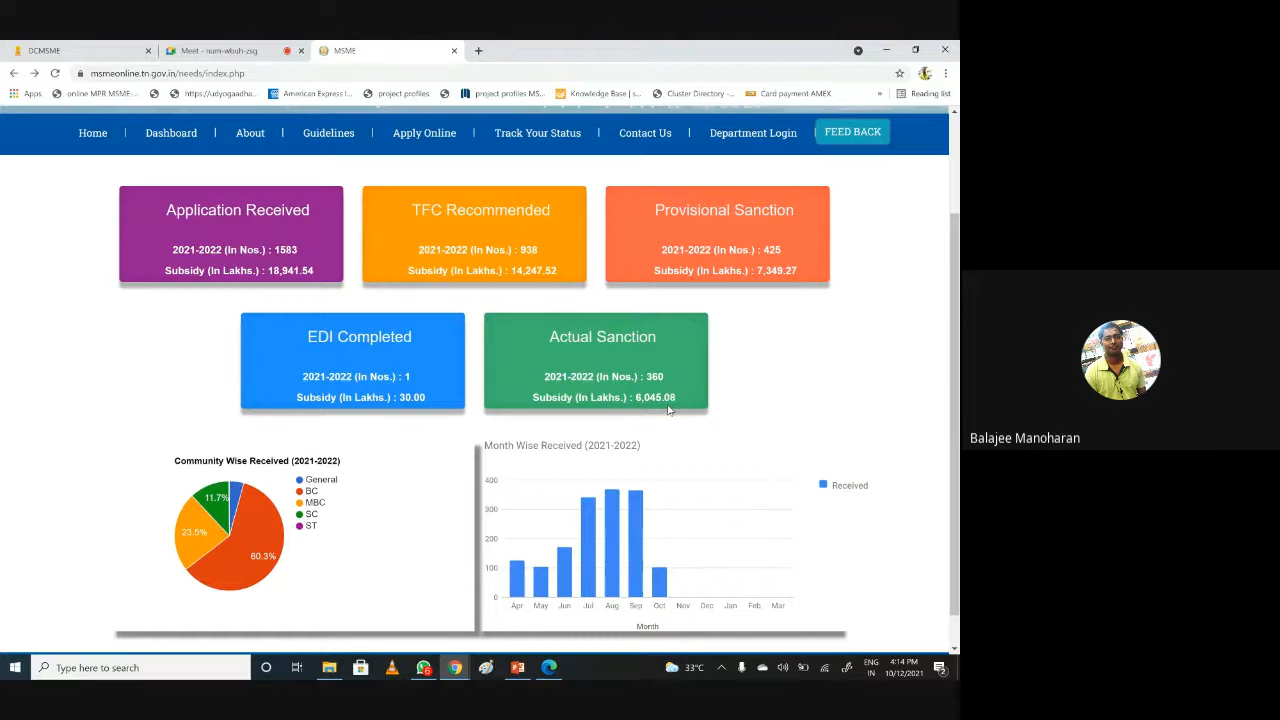 DCMSME
Meet - num-wbuh-zsg
MSME
msmeonline.tn.gov.in/needs/index.php
Apps
online MPR MSME-...
https://udyogaadha...
American Express I...
project profiles
project profiles MS...
Knowledge Base | s...
Cluster Directory -...
Card payment AMEX
»
Reading list
Home | Dashboard | About | Guidelines | Apply Online | Track Your Status | Contact Us | Department Login | FEED BACK
Application Received
2021-2022 (In Nos.) : 1583
Subsidy (In Lakhs.) : 18,941.54
TFC Recommended
2021-2022 (In Nos.) : 938
Subsidy (In Lakhs.) : 14,247.52
Provisional Sanction
2021-2022 (In Nos.) : 425
Subsidy (In Lakhs.) : 7,349.27
EDI Completed
2021-2022 (In Nos.) : 1
Subsidy (In Lakhs.) : 30.00
Actual Sanction
2021-2022 (In Nos.) : 360
Subsidy (In Lakhs.) : 6,045.08
Community Wise Received (2021-2022)
11.7%
23.5%
60.3%
General
BC
MBC
SC
ST
Month Wise Received (2021-2022)
400
300
200
100
0
Apr May Jun Jul Aug Sep Oct Nov Dec Jan Feb Mar
Month
Received
Balajee Manoharan
Type here to search
6
33°C
ENG
IN
4:14 PM
10/12/2021
2